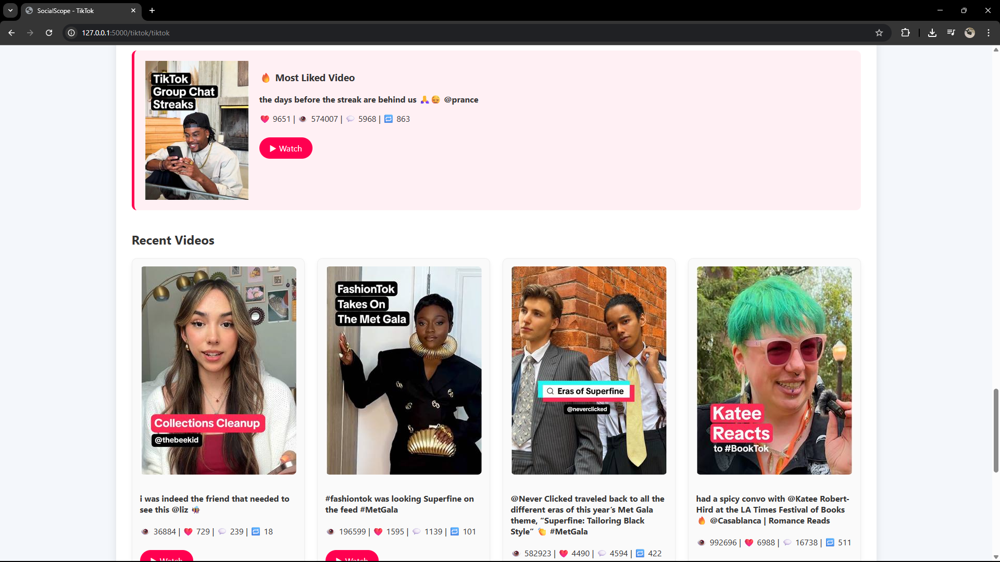 SocialScope - TikTok
127.0.0.1:5000/tiktok/tiktok
TikTok
Group Chat
Streaks
🔥 Most Liked Video
the days before the streak are behind us 🙏😌 @prance
❤️ 9651 | 👁️ 574007 | 💬 5968 | 🔁 863
▶ Watch
Recent Videos
Collections Cleanup
@thebeekid
i was indeed the friend that needed to
see this @liz 🐝
👁️ 36884 | ❤️ 729 | 💬 239 | 🔁 18
▶ Watch
FashionTok
Takes On
The Met Gala
#fashiontok was looking Superfine on
the feed #MetGala
👁️ 196599 | ❤️ 1595 | 💬 1139 | 🔁 101
▶ Watch
Eras of Superfine
@neverclicked
@Never Clicked traveled back to all the
different eras of this year’s Met Gala
theme, “Superfine: Tailoring Black
Style” 👏 #MetGala
👁️ 582923 | ❤️ 4490 | 💬 4594 | 🔁 422
Katee
Reacts
to #BookTok
had a spicy convo with @Katee Robert-
Hird at the LA Times Festival of Books
🔥 @Casablanca | Romance Reads
👁️ 992696 | ❤️ 6988 | 💬 16738 | 🔁 511